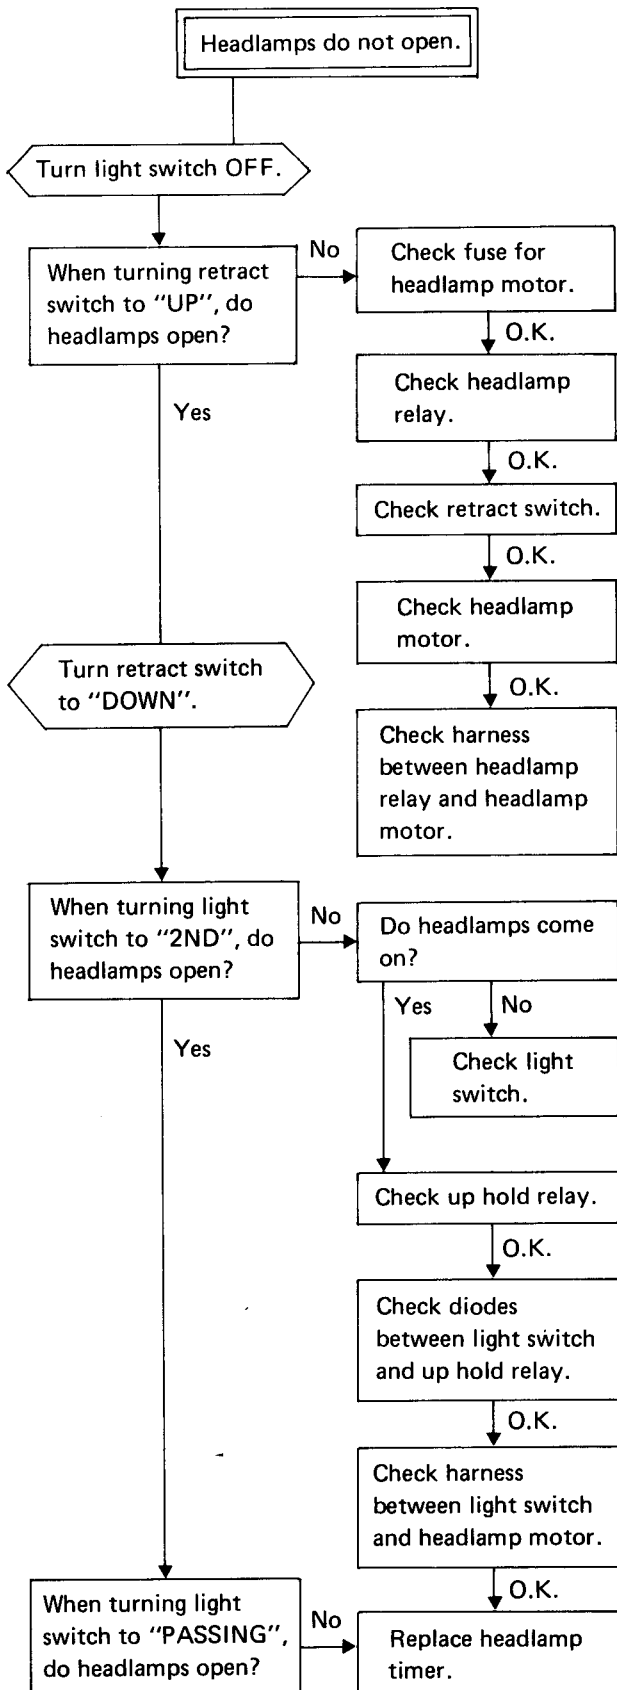 Headlamps do not open.
Turn light switch OFF.
When turning retract
switch to “UP”, do
headlamps open?
No
Check fuse for
headlamp motor.
O.K.
Check headlamp
relay.
O.K.
Check retract switch.
O.K.
Check headlamp
motor.
O.K.
Check harness
between headlamp
relay and headlamp
motor.
Yes
Turn retract switch
to “DOWN”.
When turning light
switch to “2ND”, do
headlamps open?
No
Do headlamps come
on?
Yes
No
Check light
switch.
Check up hold relay.
O.K.
Check diodes
between light switch
and up hold relay.
O.K.
Check harness
between light switch
and headlamp motor.
O.K.
Yes
When turning light
switch to “PASSING”,
do headlamps open?
No
Replace headlamp
timer.